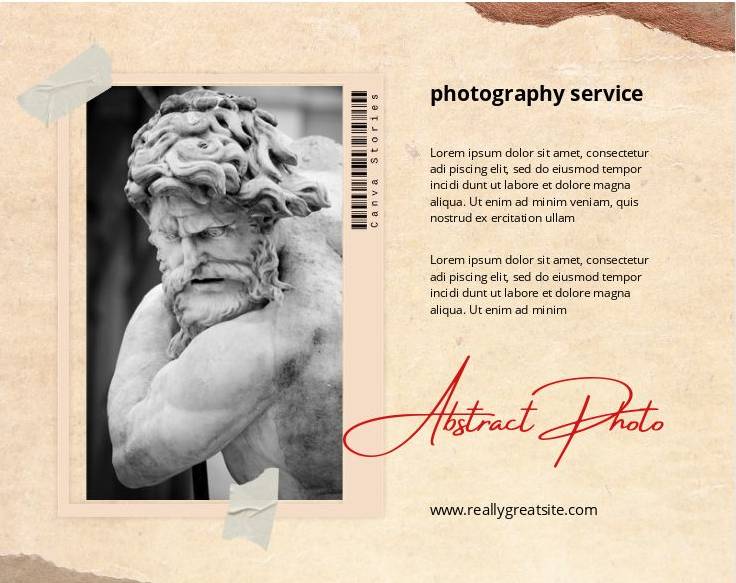 photography service
Lorem ipsum dolor sit amet, consectetur
adi piscing elit, sed do eiusmod tempor
incidi dunt ut labore et dolore magna
aliqua. Ut enim ad minim veniam, quis
nostrud ex ercitation ullam
Lorem ipsum dolor sit amet, consectetur
adi piscing elit, sed do eiusmod tempor
incidi dunt ut labore et dolore magna
aliqua. Ut enim ad minim
Abstract Photo
www.reallygreatsite.com
Canva Stories